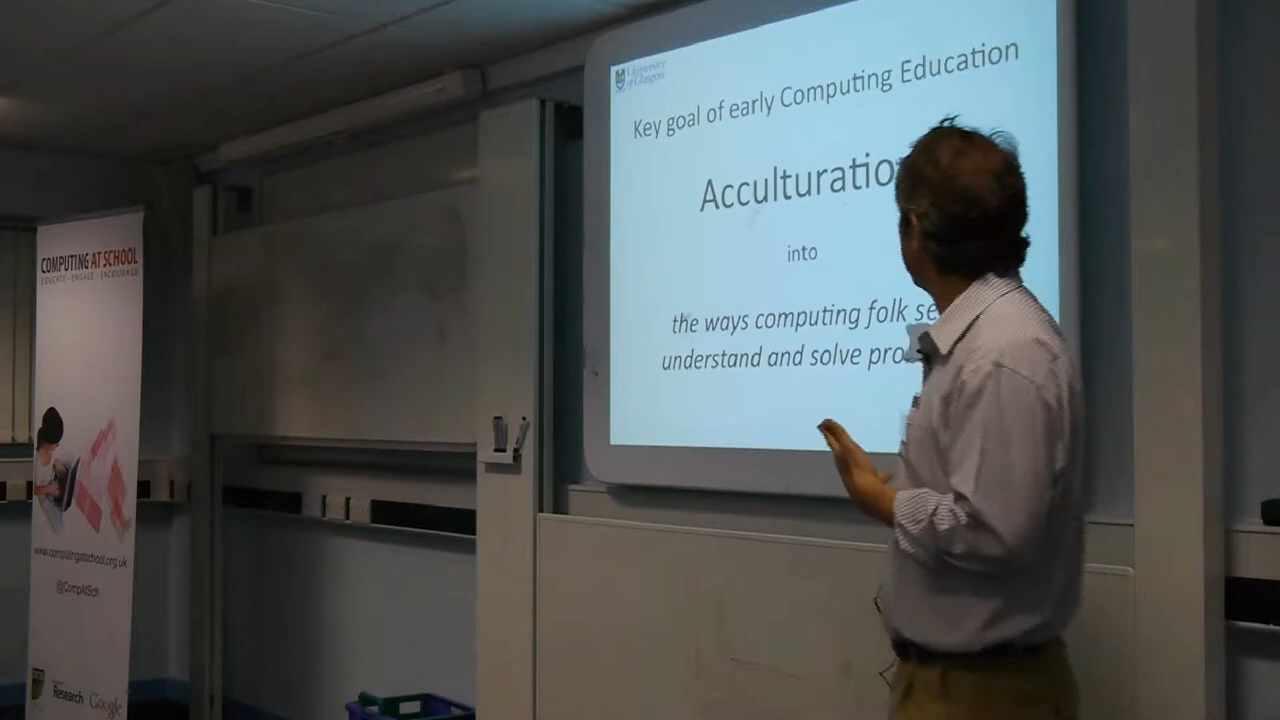 University
of Glasgow
Key goal of early Computing Education
Acculturatio
into
the ways computing folk se
understand and solve pro
COMPUTING AT SCHOOL
EDUCATE · ENGAGE · ENCOURAGE
www.computingatschool.org.uk
@CompAtSch
Research
Google